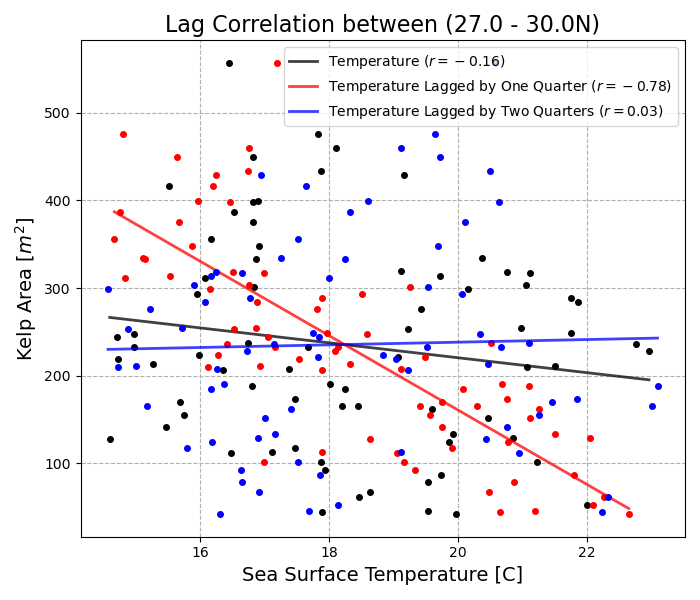 Lag Correlation between (27.0 - 30.0N)
Temperature (r = −0.16)
Temperature Lagged by One Quarter (r = −0.78)
Temperature Lagged by Two Quarters (r = 0.03)
Kelp Area [m²]
500
400
300
200
100
16 18 20 22
Sea Surface Temperature [C]